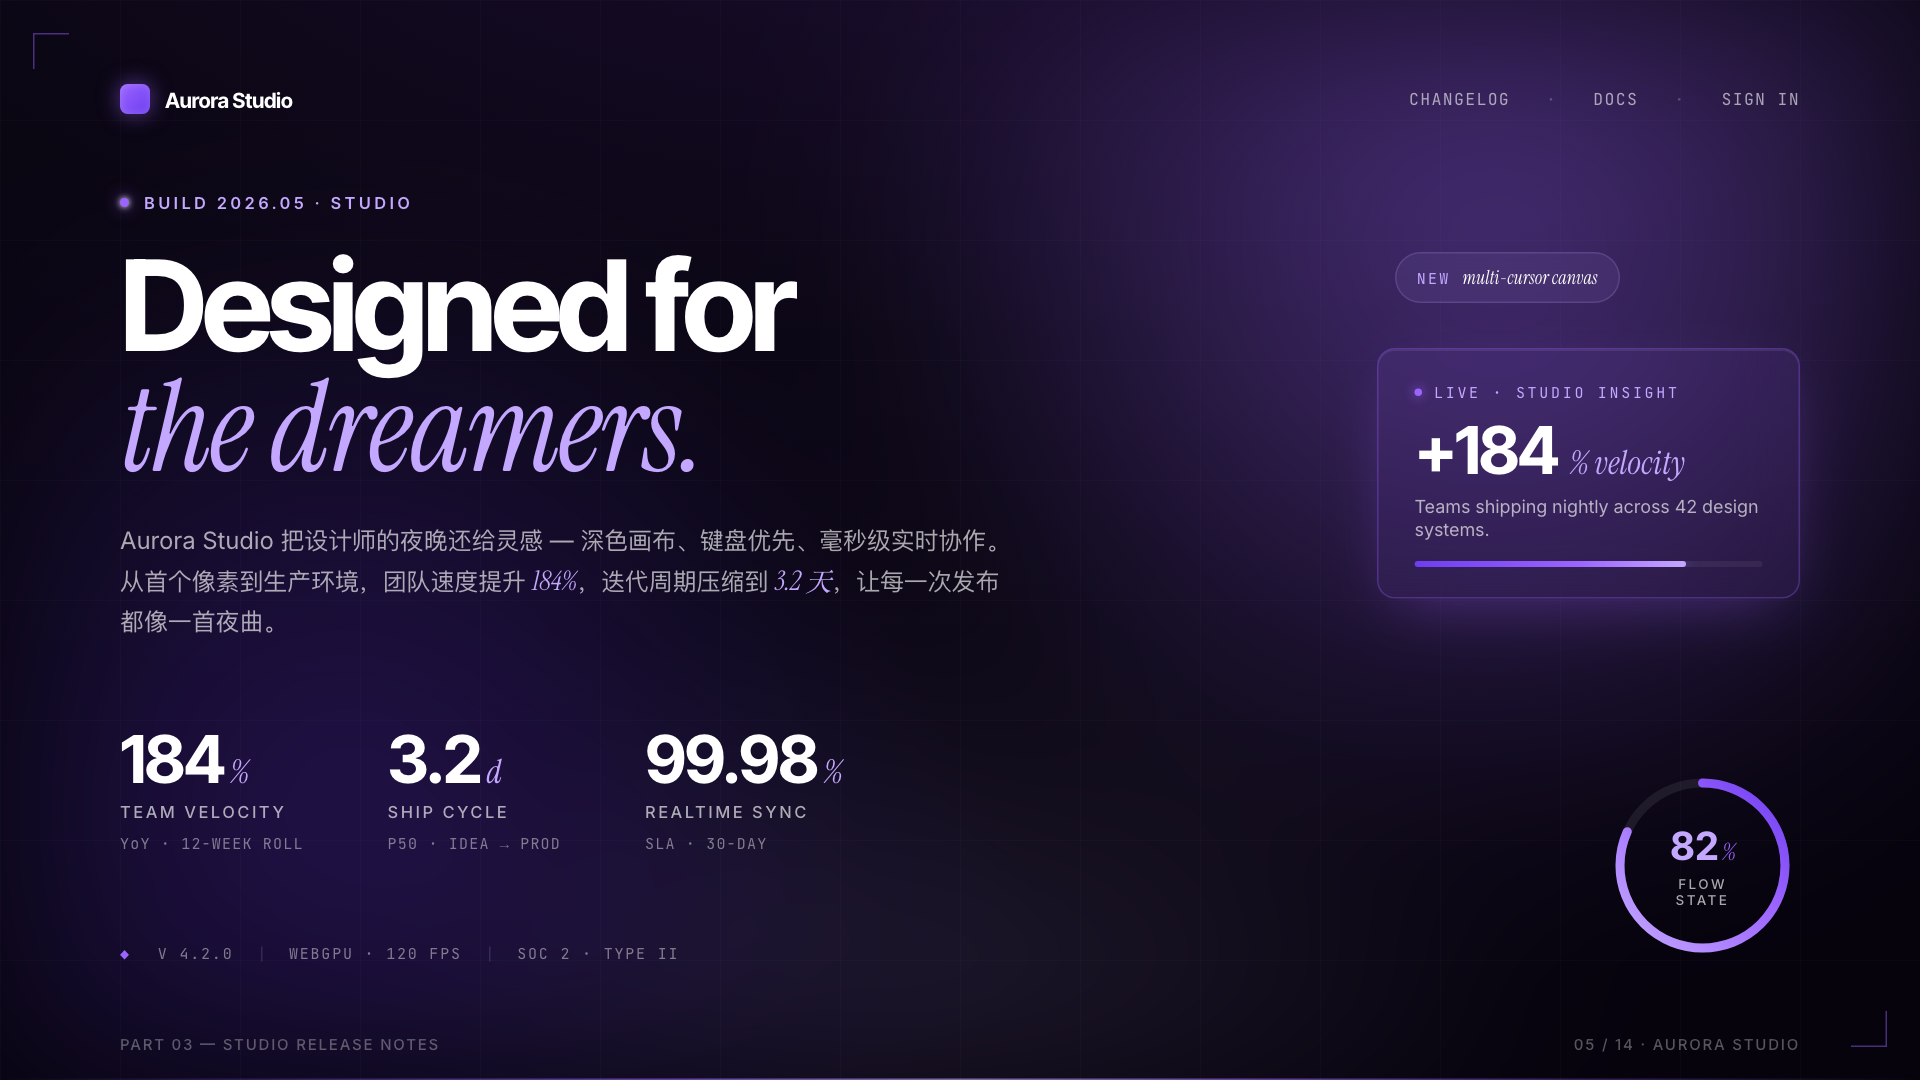 Aurora Studio
CHANGELOG · DOCS · SIGN IN
BUILD 2026.05 · STUDIO
Designed for
the dreamers.
Aurora Studio 把设计师的夜晚还给灵感 — 深色画布、键盘优先、毫秒级实时协作。
从首个像素到生产环境，团队速度提升 184%，迭代周期压缩到 3.2 天，让每一次发布
都像一首夜曲。
NEW multi-cursor canvas
LIVE · STUDIO INSIGHT
+184 % velocity
Teams shipping nightly across 42 design
systems.
184 %
TEAM VELOCITY
YoY · 12-WEEK ROLL
3.2 d
SHIP CYCLE
P50 · IDEA → PROD
99.98 %
REALTIME SYNC
SLA · 30-DAY
82 %
FLOW
STATE
◆ V 4.2.0 | WEBGPU · 120 FPS | SOC 2 · TYPE II
PART 03 — STUDIO RELEASE NOTES
05 / 14 · AURORA STUDIO